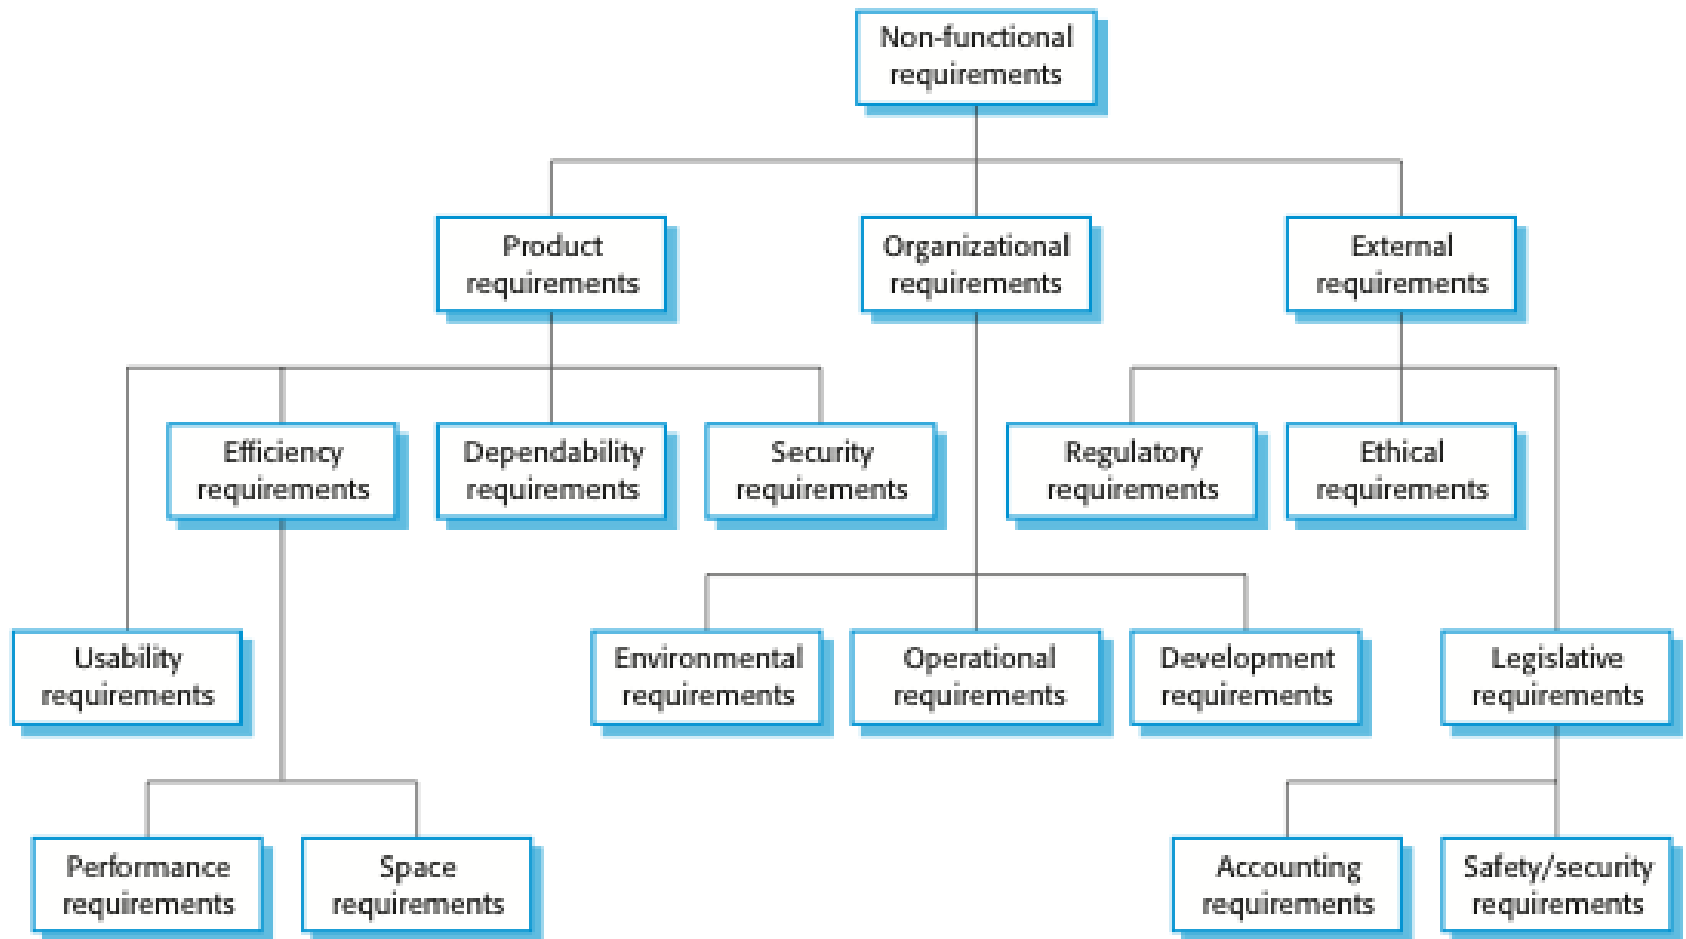 Non-functional
requirements
Product
requirements
Organizational
requirements
External
requirements
Efficiency
requirements
Dependability
requirements
Security
requirements
Regulatory
requirements
Ethical
requirements
Usability
requirements
Environmental
requirements
Operational
requirements
Development
requirements
Legislative
requirements
Performance
requirements
Space
requirements
Accounting
requirements
Safety/security
requirements